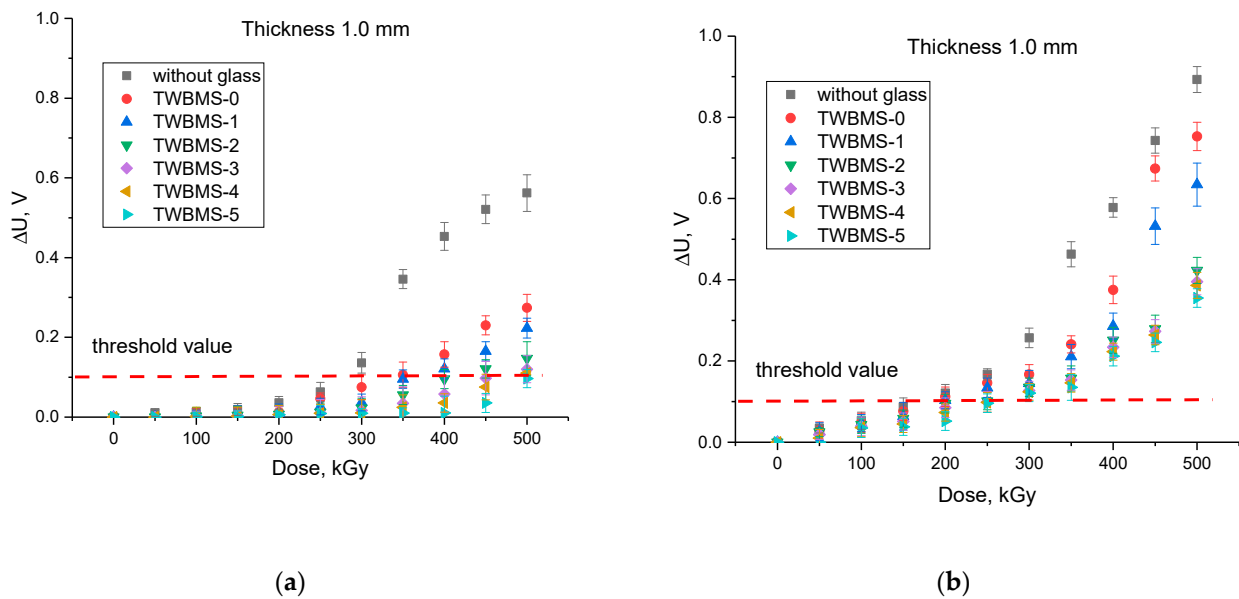 Thickness 1.0 mm
without glass
TWBMS-0
TWBMS-1
TWBMS-2
TWBMS-3
TWBMS-4
TWBMS-5
threshold value
ΔU, V
1.0
0.8
0.6
0.4
0.2
0.0
0
100
200
300
400
500
Dose, kGy
(a)
Thickness 1.0 mm
without glass
TWBMS-0
TWBMS-1
TWBMS-2
TWBMS-3
TWBMS-4
TWBMS-5
threshold value
ΔU, V
1.0
0.8
0.6
0.4
0.2
0.0
0
100
200
300
400
500
Dose, kGy
(b)